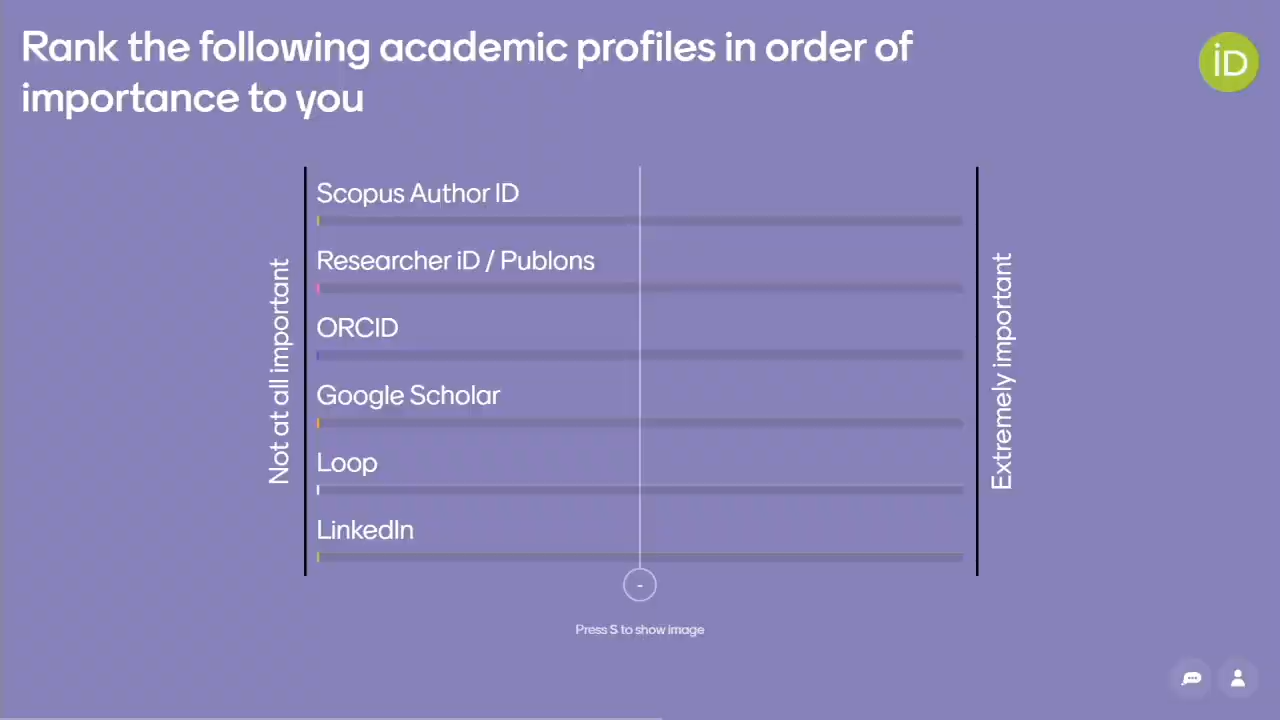 Rank the following academic profiles in order of
importance to you
iD
Scopus Author ID
Researcher iD / Publons
ORCID
Google Scholar
Loop
LinkedIn
Not at all important
Extremely important
-
Press S to show image